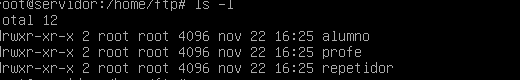 root@servidor:/home/ftp# ls -l
total 12
drwxr-xr-x 2 root root 4096 nov 22 16:25 alumno
drwxr-xr-x 2 root root 4096 nov 22 16:25 profe
drwxr-xr-x 2 root root 4096 nov 22 16:25 repetidor